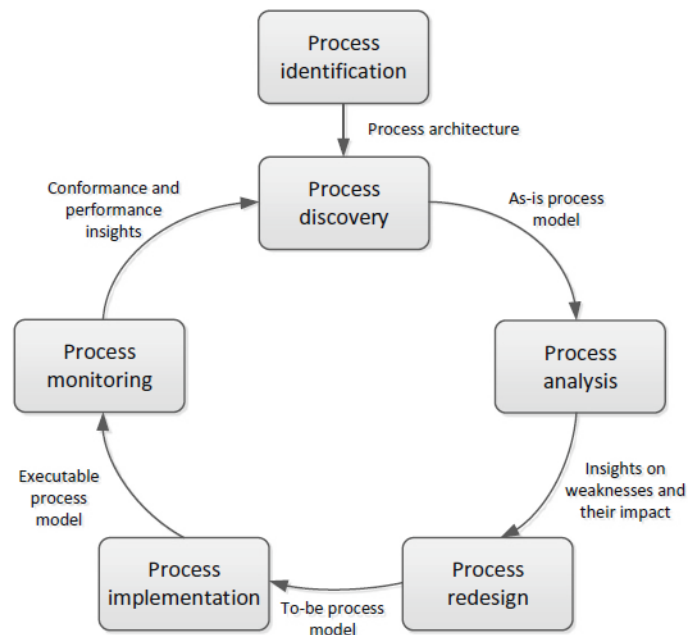 Process
identification
Process architecture
Process
discovery
As-is process
model
Process
analysis
Insights on
weaknesses and
their impact
Process
redesign
To-be process
model
Process
implementation
Executable
process
model
Process
monitoring
Conformance and
performance
insights